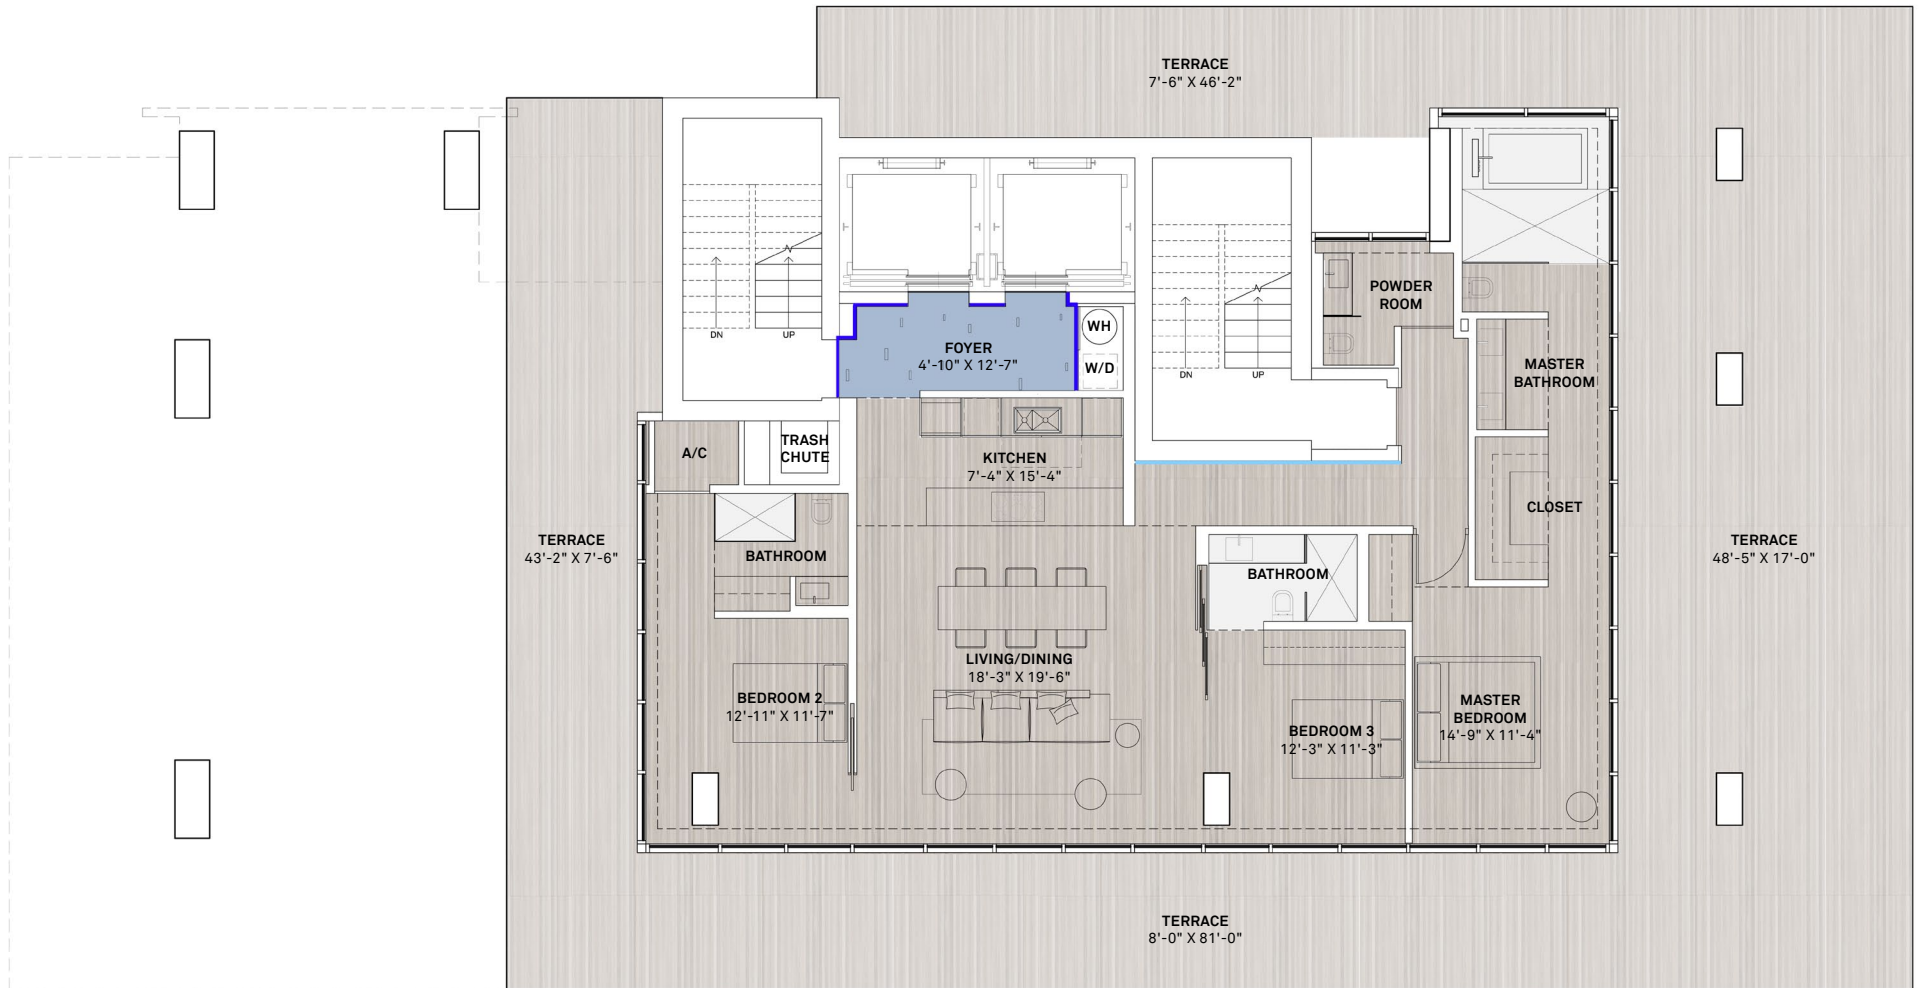 TERRACE
7'-6" X 46'-2"
DN
UP
FOYER
4'-10" X 12'-7"
WH
W/D
DN
UP
POWDER
ROOM
MASTER
BATHROOM
A/C
TRASH
CHUTE
KITCHEN
7'-4" X 15'-4"
CLOSET
TERRACE
43'-2" X 7'-6"
BATHROOM
BATHROOM
TERRACE
48'-5" X 17'-0"
LIVING/DINING
18'-3" X 19'-6"
BEDROOM 2
12'-11" X 11'-7"
BEDROOM 3
12'-3" X 11'-3"
MASTER
BEDROOM
14'-9" X 11'-4"
TERRACE
8'-0" X 81'-0"